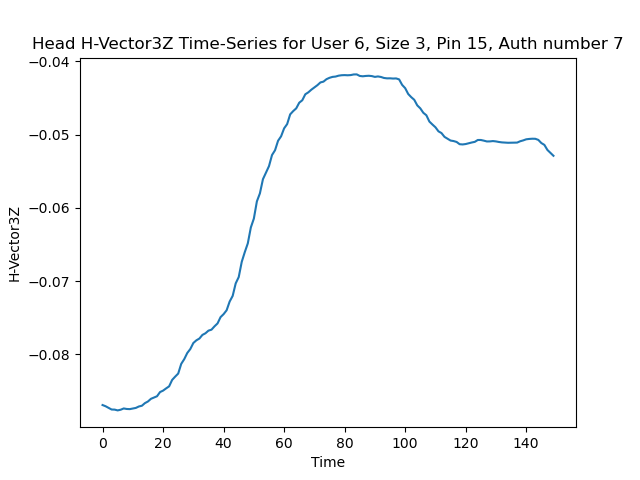 Head H-Vector3Z Time-Series for User 6, Size 3, Pin 15, Auth number 7
−0.04
−0.05
−0.06
−0.07
−0.08
H-Vector3Z
0 20 40 60 80 100 120 140
Time